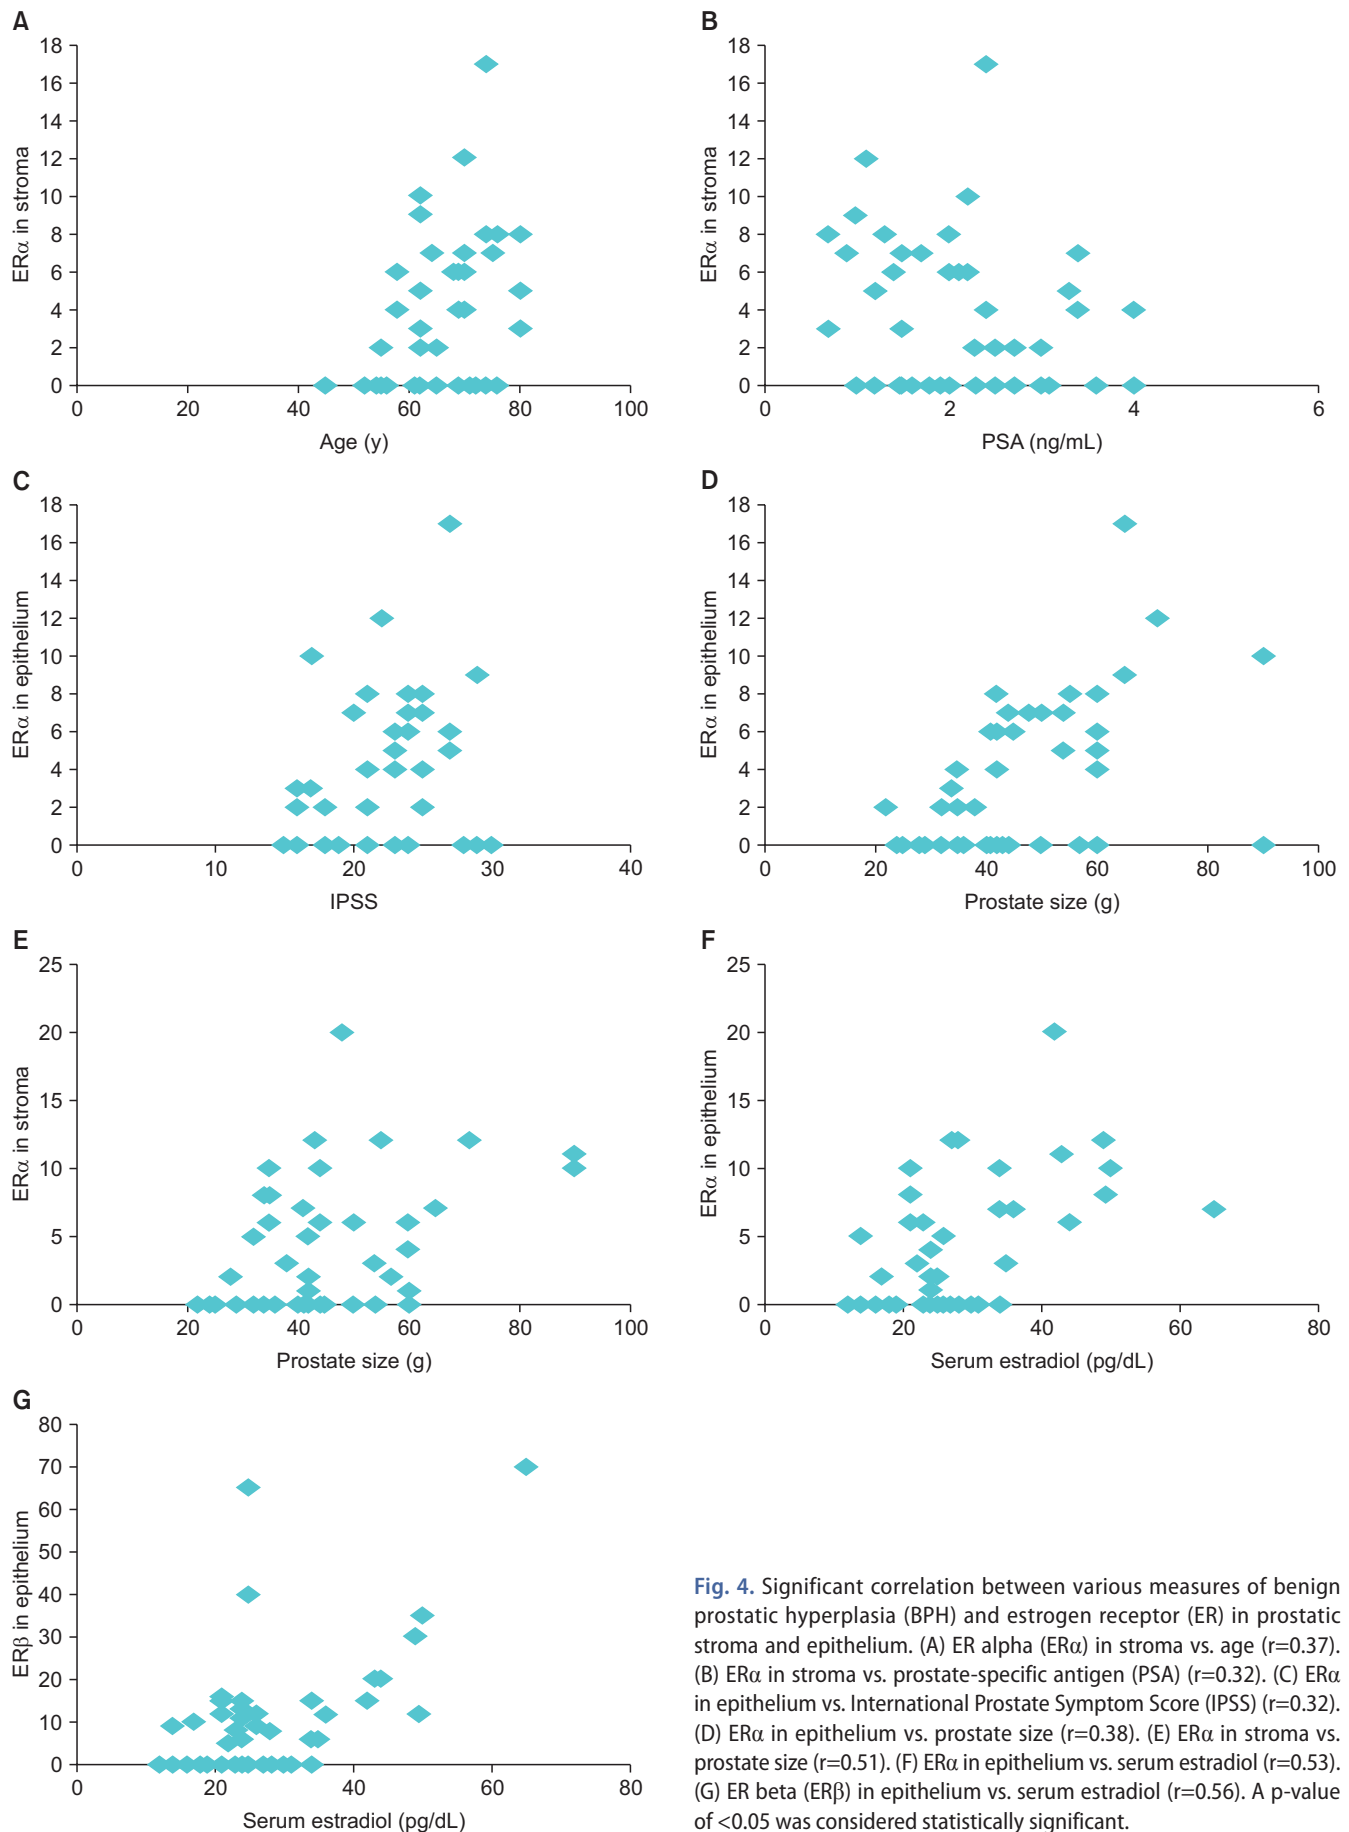 A
18
16
14
12
10
8
6
4
2
0
ERα in stroma
0 20 40 60 80 100
Age (y)
B
18
16
14
12
10
8
6
4
2
0
ERα in stroma
0 2 4 6
PSA (ng/mL)
C
18
16
14
12
10
8
6
4
2
0
ERα in epithelium
0 10 20 30 40
IPSS
D
18
16
14
12
10
8
6
4
2
0
ERα in epithelium
0 20 40 60 80 100
Prostate size (g)
E
25
20
15
10
5
0
ERα in stroma
0 20 40 60 80 100
Prostate size (g)
F
25
20
15
10
5
0
ERα in epithelium
0 20 40 60 80
Serum estradiol (pg/dL)
G
80
70
60
50
40
30
20
10
0
ERβ in epithelium
0 20 40 60 80
Serum estradiol (pg/dL)
Fig. 4. Significant correlation between various measures of benign
prostatic hyperplasia (BPH) and estrogen receptor (ER) in prostatic
stroma and epithelium. (A) ER alpha (ERα) in stroma vs. age (r=0.37).
(B) ERα in stroma vs. prostate-specific antigen (PSA) (r=0.32). (C) ERα
in epithelium vs. International Prostate Symptom Score (IPSS) (r=0.32).
(D) ERα in epithelium vs. prostate size (r=0.38). (E) ERα in stroma vs.
prostate size (r=0.51). (F) ERα in epithelium vs. serum estradiol (r=0.53).
(G) ER beta (ERβ) in epithelium vs. serum estradiol (r=0.56). A p-value
of <0.05 was considered statistically significant.